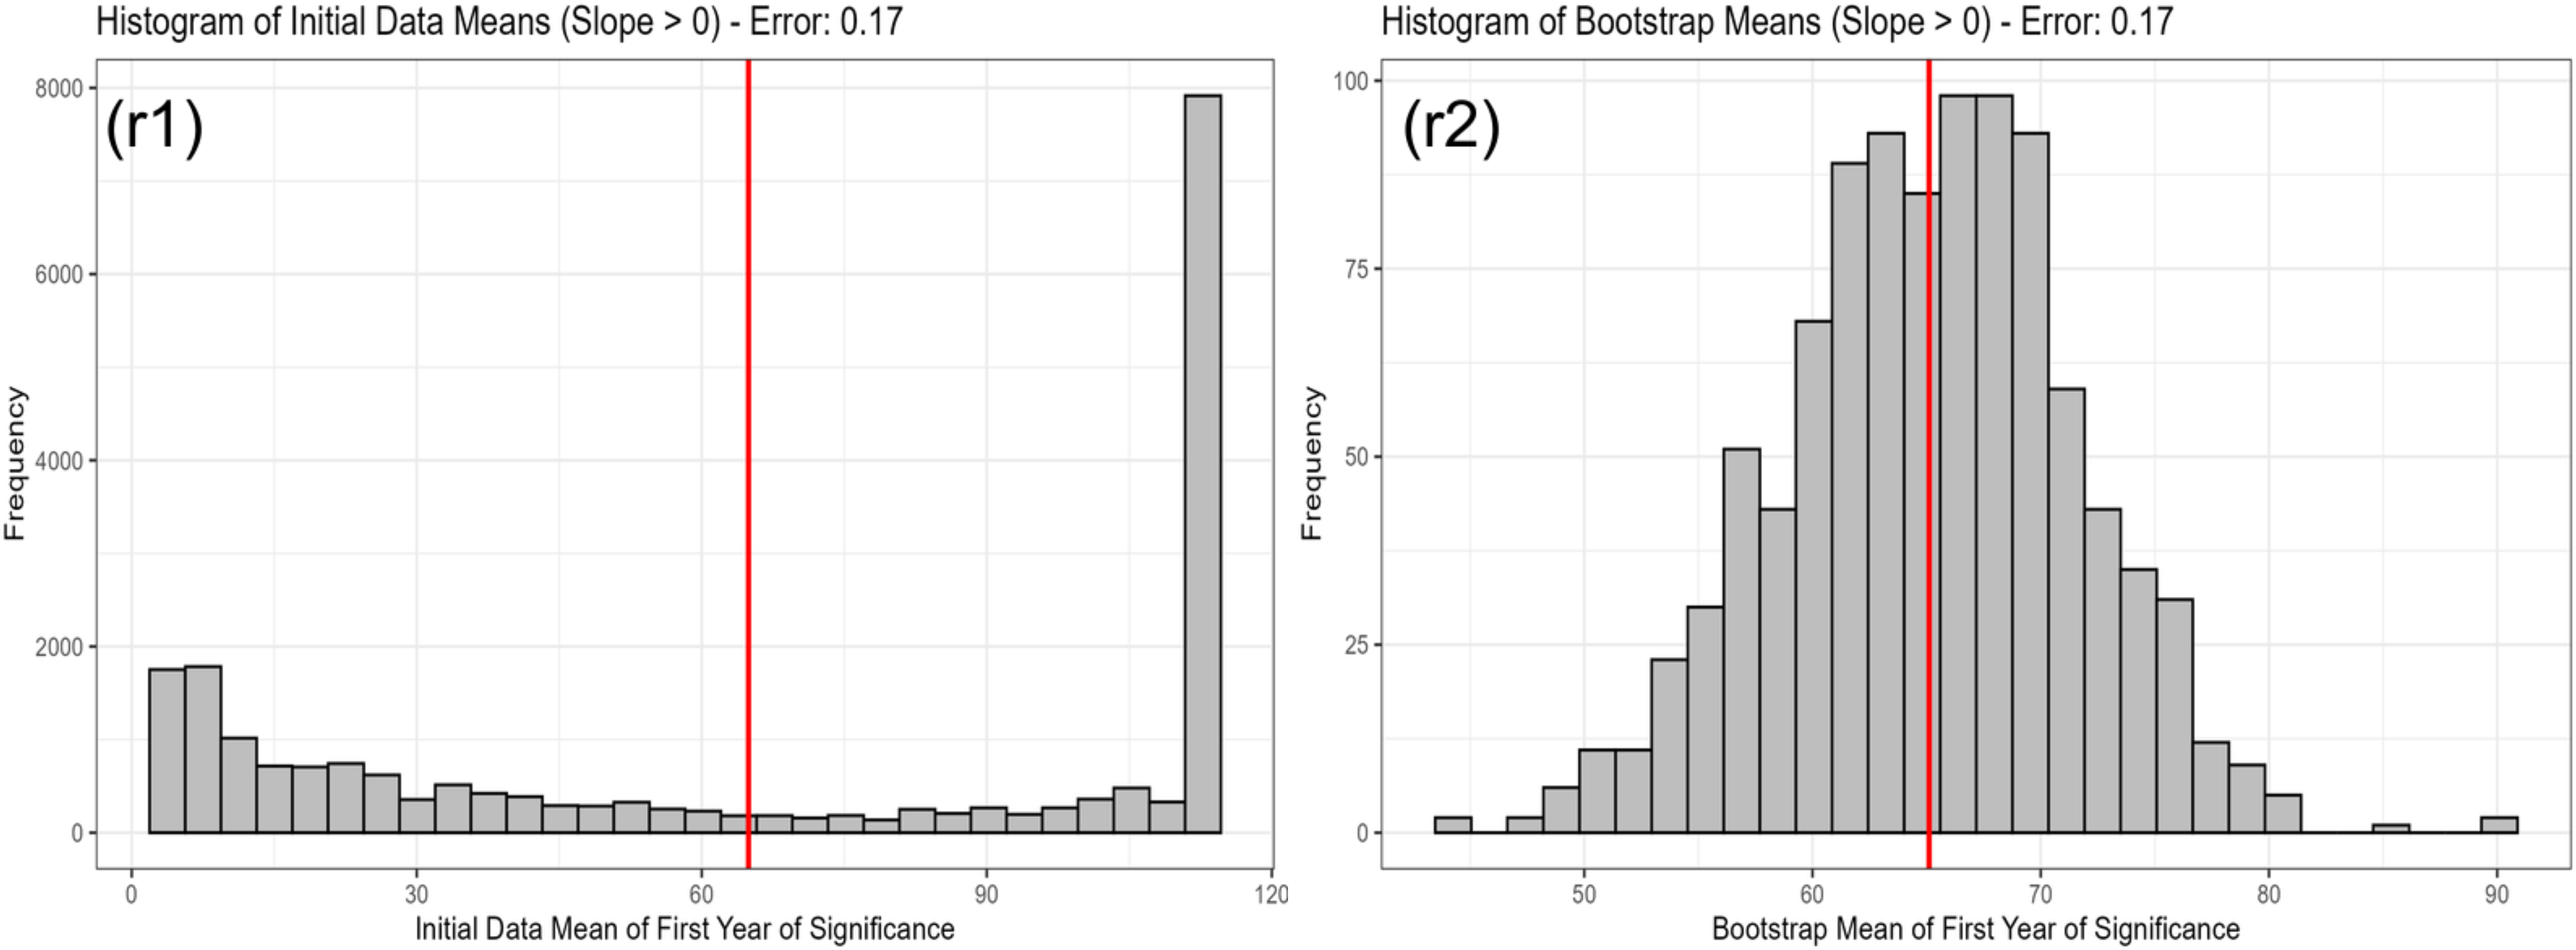 Histogram of Initial Data Means (Slope > 0) - Error: 0.17
(r1)
8000
6000
4000
2000
0
Frequency
0 30 60 90 120
Initial Data Mean of First Year of Significance
Histogram of Bootstrap Means (Slope > 0) - Error: 0.17
(r2)
100
75
50
25
0
Frequency
50 60 70 80 90
Bootstrap Mean of First Year of Significance